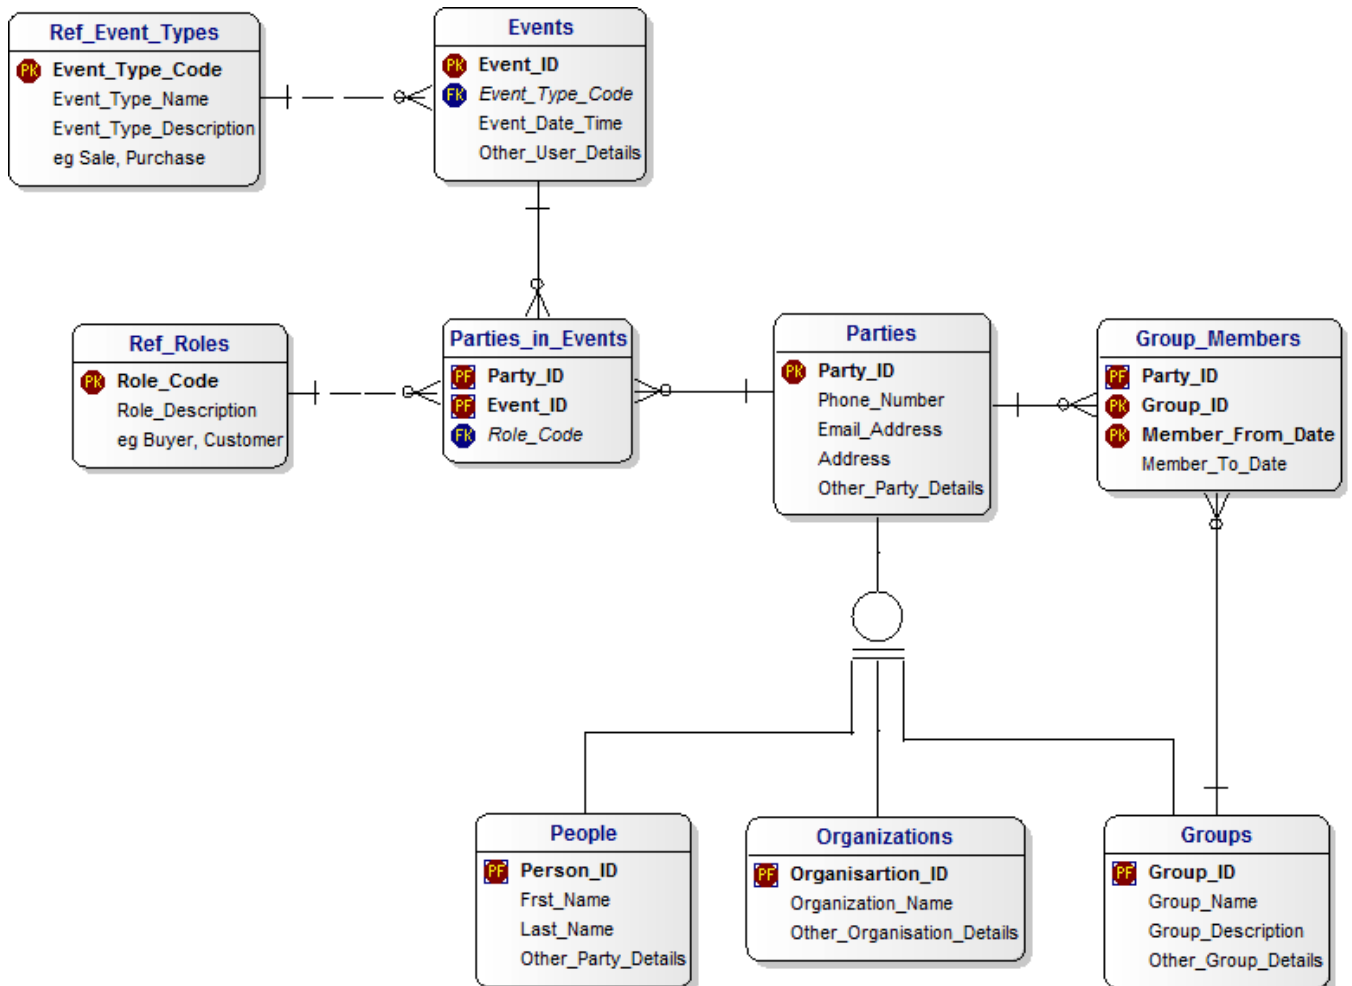 Ref_Event_Types
PK Event_Type_Code
Event_Type_Name
Event_Type_Description
eg Sale, Purchase
Events
PK Event_ID
FK Event_Type_Code
Event_Date_Time
Other_User_Details
Ref_Roles
PK Role_Code
Role_Description
eg Buyer, Customer
Parties_in_Events
PF Party_ID
PF Event_ID
FK Role_Code
Parties
PK Party_ID
Phone_Number
Email_Address
Address
Other_Party_Details
Group_Members
PF Party_ID
PK Group_ID
PK Member_From_Date
Member_To_Date
People
PF Person_ID
Frst_Name
Last_Name
Other_Party_Details
Organizations
PF Organisartion_ID
Organization_Name
Other_Organisation_Details
Groups
PF Group_ID
Group_Name
Group_Description
Other_Group_Details